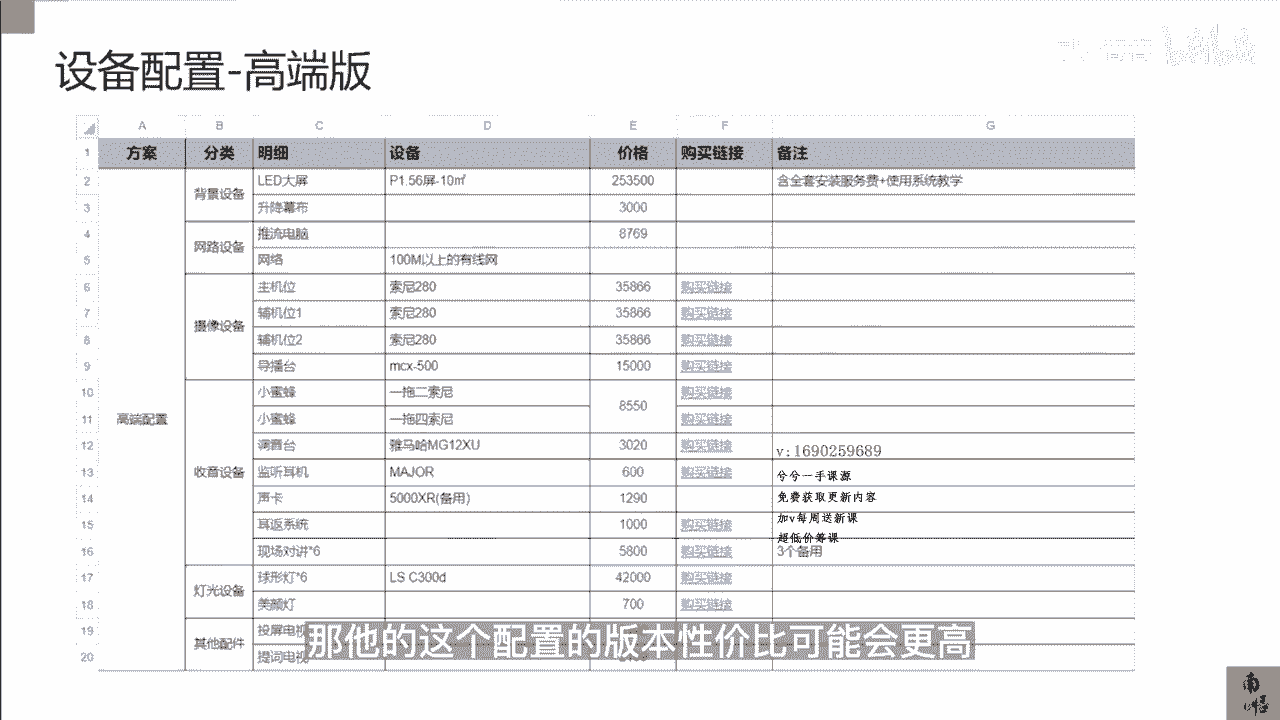 设备配置-高端版
A B C D E F G
1 方案 分类 明细 设备 价格 购买链接 备注
2 背景设备 LED大屏 P1.56屏-10㎡ 253500 含全套安装服务费+使用系统教学
3 升降幕布 3000
4 网路设备 推流电脑 8769
5 网络 100M以上的有线网
6 摄像设备 主机位 索尼280 35866 购买链接
7 辅机位1 索尼280 35866 购买链接
8 辅机位2 索尼280 35866 购买链接
9 导播台 mcx-500 15000 购买链接
10 小蜜蜂 一拖二索尼 8550 购买链接
11 高端配置 小蜜蜂 一拖四索尼 购买链接
12 调音台 雅马哈MG12XU 3020 购买链接
v:1690259689
13 收音设备 监听耳机 MAJOR 600 购买链接
兮兮一手课源
14 声卡 5000XR(备用) 1290
免费获取更新内容
15 耳返系统 1000 购买链接
加v每周送新课
16 现场对讲*6 5800 购买链接 3个备用
超低价筹课
17 灯光设备 球形灯*6 LS C300d 42000 购买链接
18 美颜灯 700 购买链接
19 其他配件 投屏电视
20 提词电视
那他的这个配置的版本性价比可能会更高